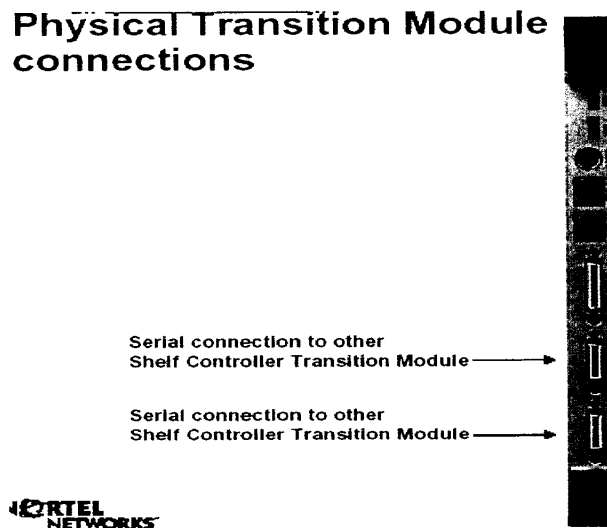 Physical Transition Module
connections
Serial connection to other
Shelf Controller Transition Module
Serial connection to other
Shelf Controller Transition Module
NORTEL
NETWORKS